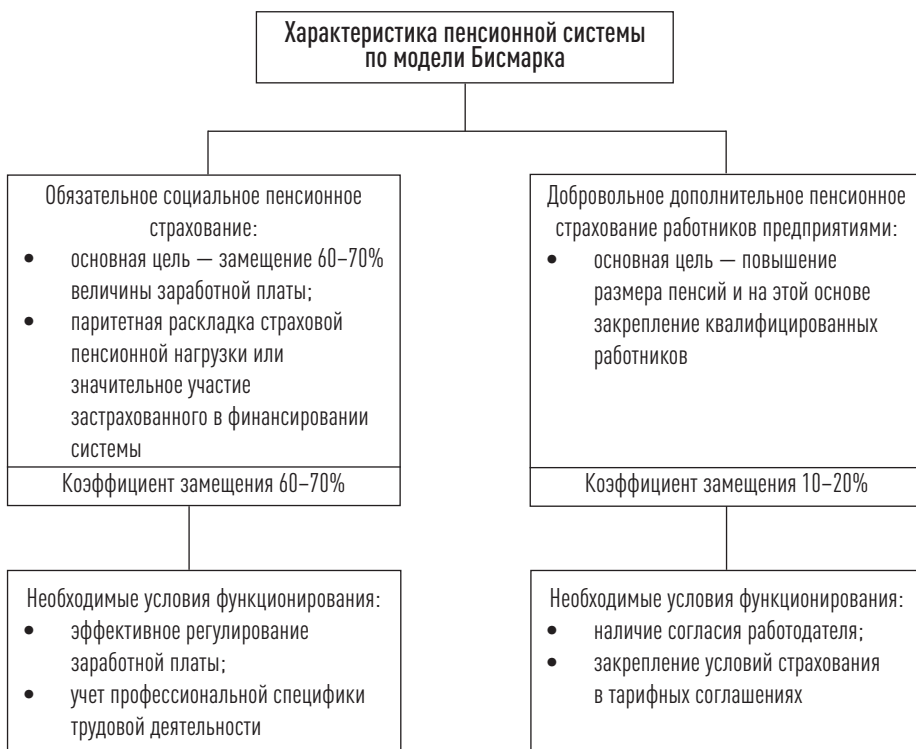 Характеристика пенсионной системы
по модели Бисмарка
Обязательное социальное пенсионное
страхование:
• основная цель — замещение 60–70%
величины заработной платы;
• паритетная раскладка страховой
пенсионной нагрузки или
значительное участие
застрахованного в финансировании
системы
Коэффициент замещения 60–70%
Необходимые условия функционирования:
• эффективное регулирование
заработной платы;
• учет профессиональной специфики
трудовой деятельности
Добровольное дополнительное пенсионное
страхование работников предприятиями:
• основная цель — повышение
размера пенсий и на этой основе
закрепление квалифицированных
работников
Коэффициент замещения 10–20%
Необходимые условия функционирования:
• наличие согласия работодателя;
• закрепление условий страхования
в тарифных соглашениях